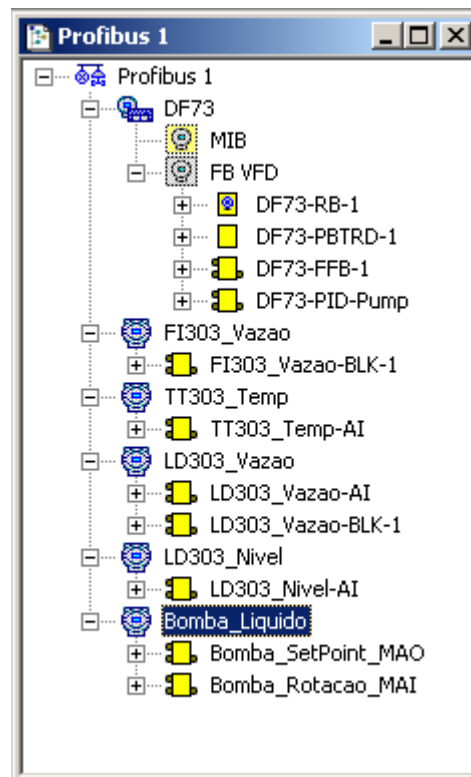 Profibus 1
Profibus 1
DF73
MIB
FB VFD
DF73-RB-1
DF73-PBTRD-1
DF73-FFB-1
DF73-PID-Pump
FI303_Vazao
FI303_Vazao-BLK-1
TT303_Temp
TT303_Temp-AI
LD303_Vazao
LD303_Vazao-AI
LD303_Vazao-BLK-1
LD303_Nivel
LD303_Nivel-AI
Bomba_Liquido
Bomba_SetPoint_MAO
Bomba_Rotacao_MAI